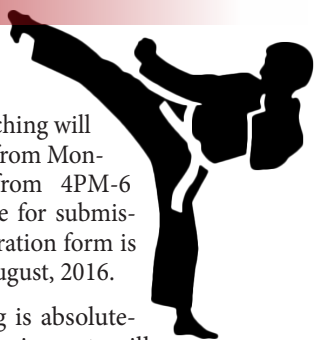 ching will
from Mon-
from 4PM-6
e for submis-
ration form is
ugust, 2016.
g is absolute-